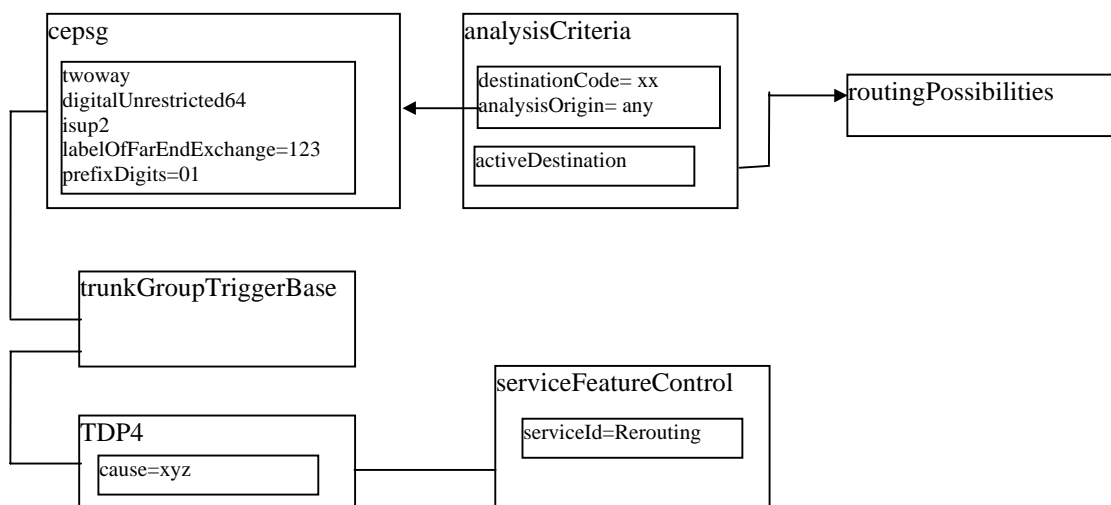 cepsg
twoway
digitalUnrestricted64
isup2
labelOfFarEndExchange=123
prefixDigits=01
analysisCriteria
destinationCode= xx
analysisOrigin= any
activeDestination
routingPossibilities
trunkGroupTriggerBase
TDP4
cause=xyz
serviceFeatureControl
serviceId=Rerouting